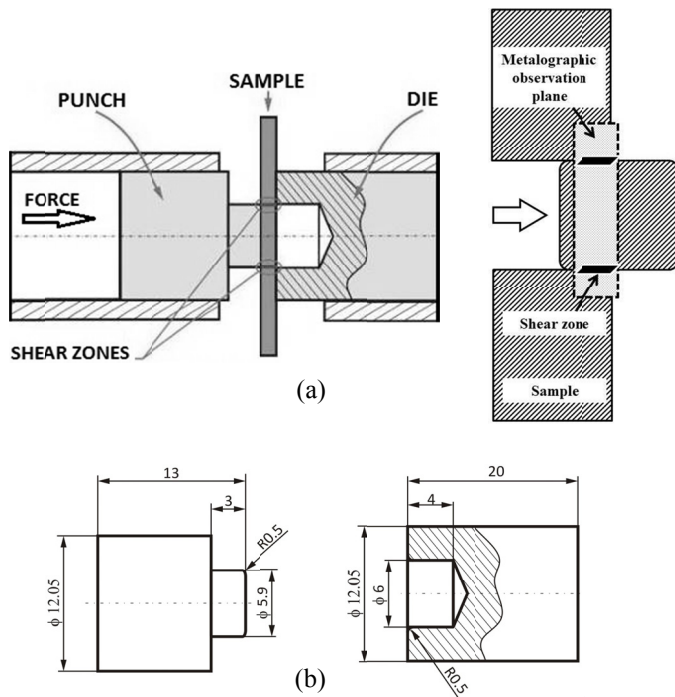 SAMPLE
PUNCH
DIE
FORCE
SHEAR ZONES
Metalographic
observation
plane
Shear zone
Sample
(a)
13
3
R0.5
ϕ 12.05
ϕ 5.9
20
4
ϕ 12.05
ϕ 6
R0.5
(b)